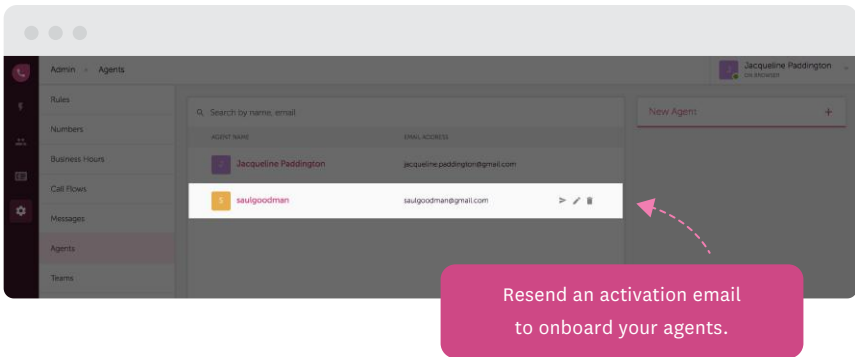 Admin > Agents
Jacqueline Paddington
ON BROWSER
Rules
Numbers
Business Hours
Call Flows
Messages
Agents
Teams
Search by name, email
New Agent +
AGENT NAME EMAIL ADDRESS
J Jacqueline Paddington jacqueline.paddington@gmail.com
S saulgoodman saulgoodman@gmail.com
Resend an activation email
to onboard your agents.